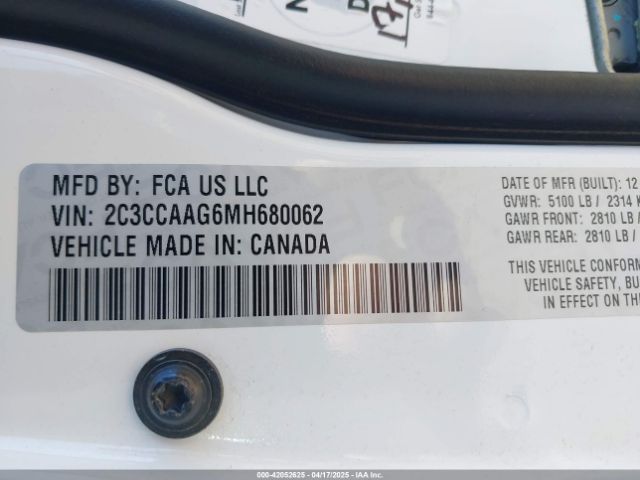 MFD BY: FCA US LLC
VIN: 2C3CCAAG6MH680062
VEHICLE MADE IN: CANADA
DATE OF MFR (BUILT): 12
GVWR: 5100 LB / 2314 K
GAWR FRONT: 2810 LB /
GAWR REAR: 2810 LB /
THIS VEHICLE CONFORM
VEHICLE SAFETY, BU
IN EFFECT ON THE
000-42052625 - 04/17/2025 - IAA Inc.